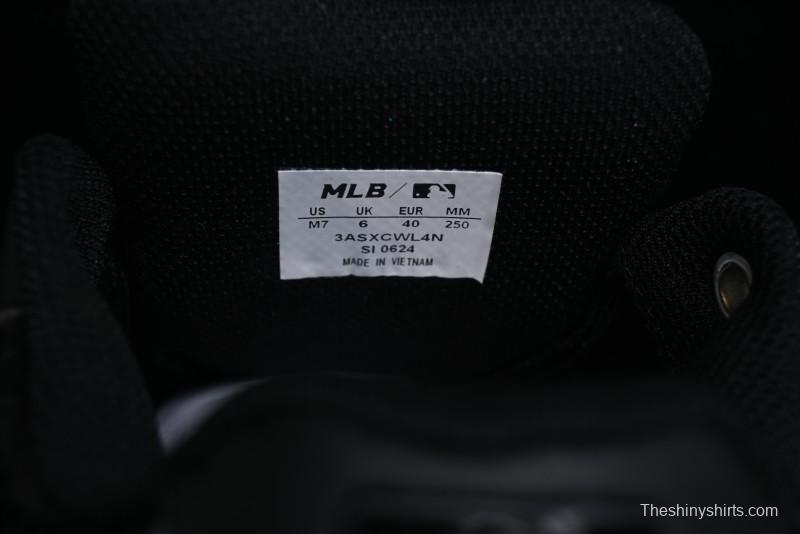 MLB /
US UK EUR MM
M7 6 40 250
3ASXCWL4N
SI 0624
MADE IN VIETNAM
Theshinyshirts.com